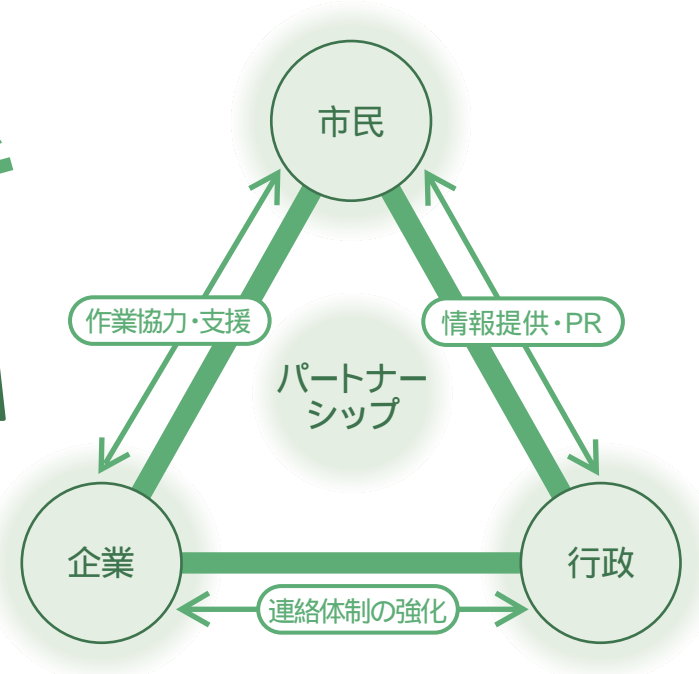 市民
作業協力・支援
情報提供・PR
パートナー
シップ
企業
行政
連絡体制の強化